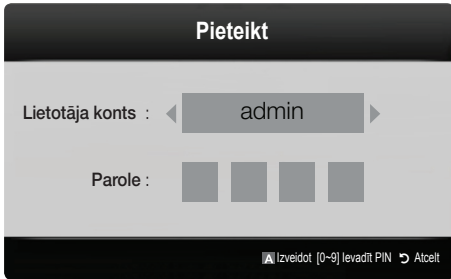 Pieteikt
Lietotāja konts : admin
Parole :
A Izveidot [0~9] Ievadīt PIN Atcelt